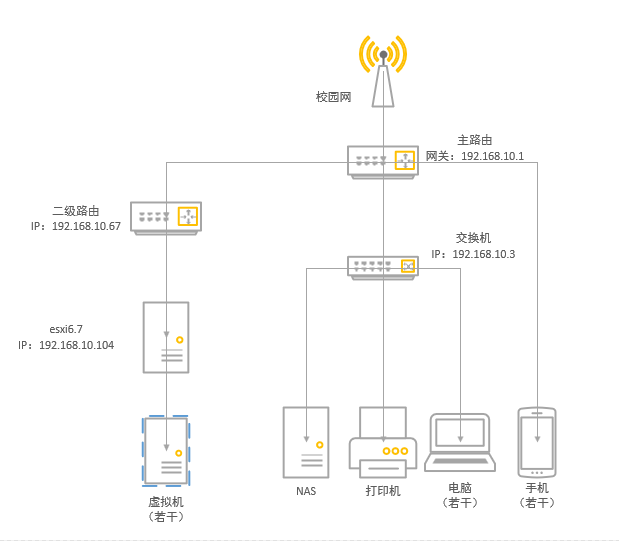 校园网
主路由
网关：192.168.10.1
二级路由
IP：192.168.10.67
交换机
IP：192.168.10.3
esxi6.7
IP：192.168.10.104
NAS
打印机
电脑
（若干）
手机
（若干）
虚拟机
（若干）